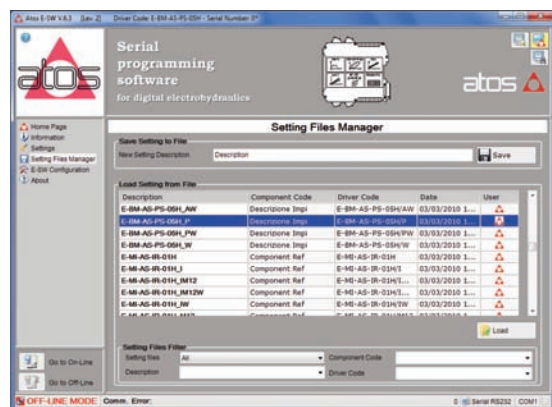 Atos E-SW V.6.3 [Lev.2] Driver Code: E-BM-AS-PS-05H - Serial Number: 0*
atos
Serial
programming
software
for digital electrohydraulics
atos
Home Page
Information
Settings
Setting Files Manager
E-SW Configuration
About
Setting Files Manager
Save Setting to File
New Setting Description Description Save
Load Setting from File
Description Component Code Driver Code Date User
E-BM-AS-PS-05H_AW Descrizione Impi E-BM-AS-PS-05H/AW 03/03/2010 1...
E-BM-AS-PS-05H_P Descrizione Impi E-BM-AS-PS-05H/P 03/03/2010 1...
E-BM-AS-PS-05H_PW Descrizione Impi E-BM-AS-PS-05H/PW 03/03/2010 1...
E-BM-AS-PS-05H_W Descrizione Impi E-BM-AS-PS-05H/W 03/03/2010 1...
E-MI-AS-IR-01H Component Ref E-MI-AS-IR-01H 03/03/2010 1...
E-MI-AS-IR-01H_I Component Ref E-MI-AS-IR-01H/I 03/03/2010 1...
E-MI-AS-IR-01H_IM12 Component Ref E-MI-AS-IR-01H/I... 03/03/2010 1...
E-MI-AS-IR-01H_IM12W Component Ref E-MI-AS-IR-01H/I... 03/03/2010 1...
E-MI-AS-IR-01H_IW Component Ref E-MI-AS-IR-01H/IW 03/03/2010 1...
Load
Setting Files Filter
Setting files All Component Code
Description Driver Code
Go to On-Line
Go to Off-Line
OFF-LINE MODE Comm. Error: 0 Serial RS232 COM1